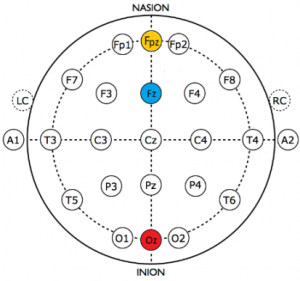 NASION
Fp1 Fpz Fp2
F7 F8
F3 Fz F4
LC RC
A1 T3 C3 Cz C4 T4 A2
P3 Pz P4
T5 T6
O1 Oz O2
INION